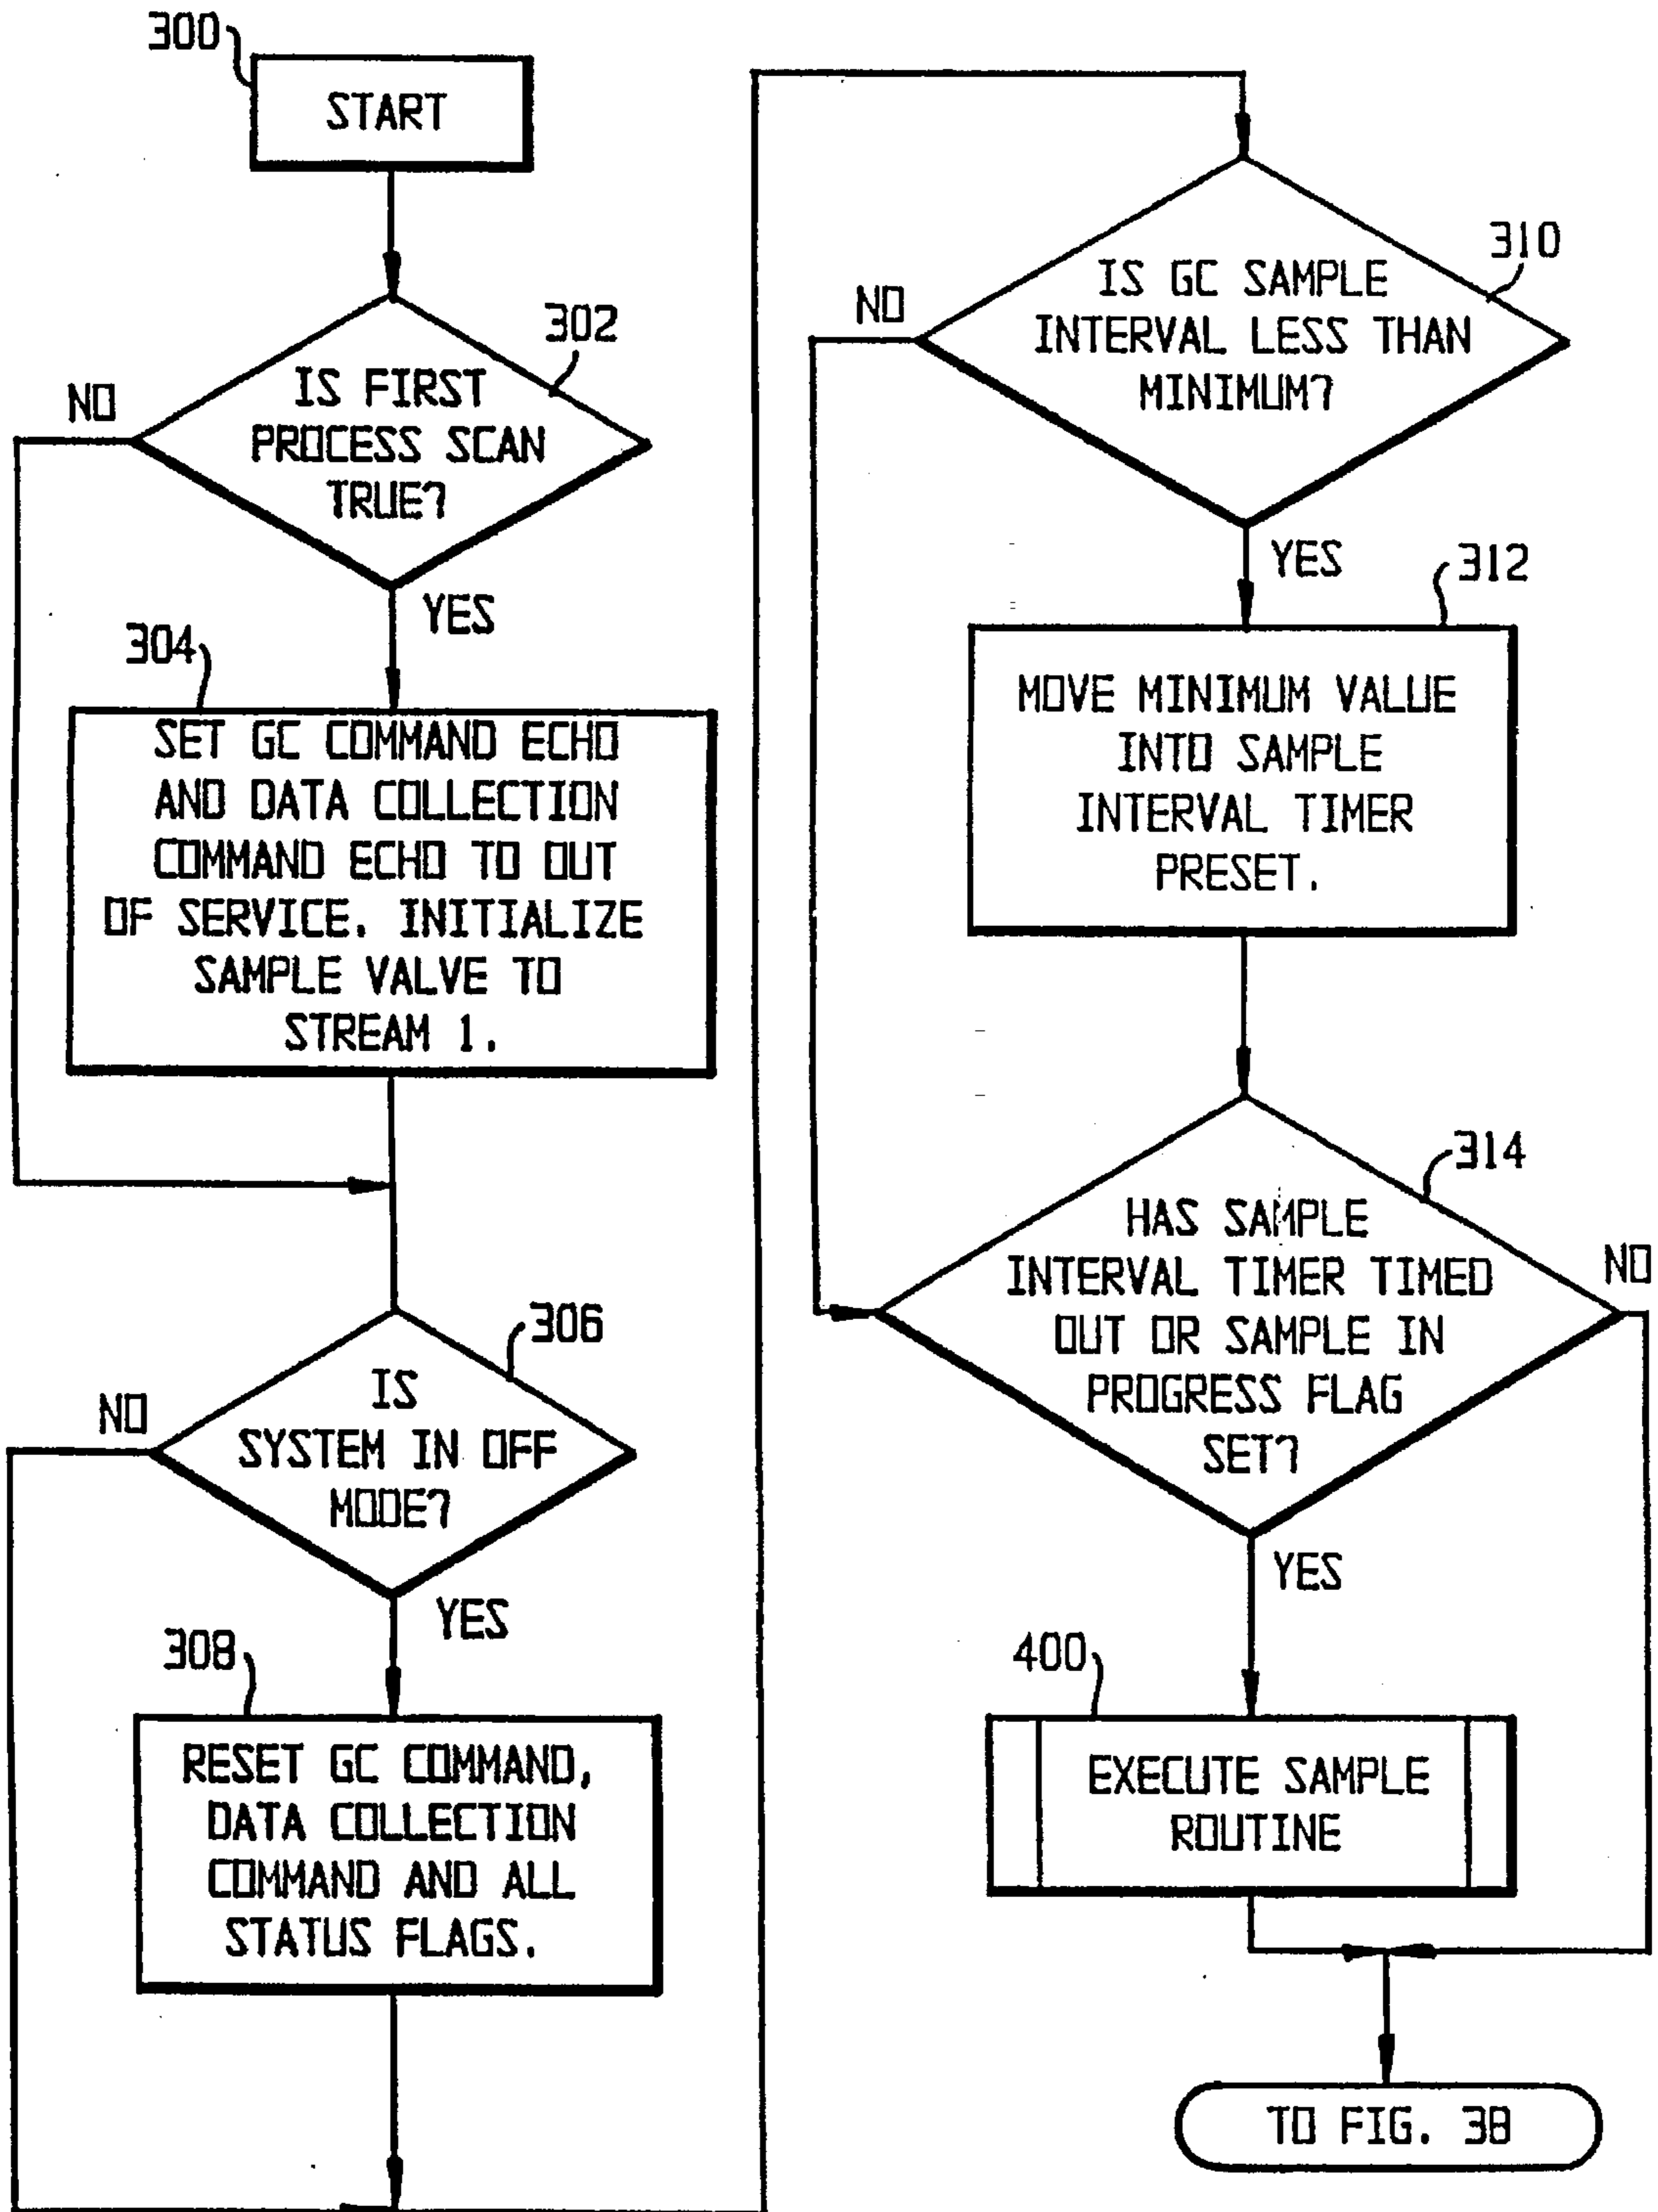 300
START
302
IS FIRST
PROCESS SCAN
TRUE?
NO
YES
304
SET GC COMMAND ECHO
AND DATA COLLECTION
COMMAND ECHO TO OUT
OF SERVICE. INITIALIZE
SAMPLE VALVE TO
STREAM 1.
306
IS
SYSTEM IN OFF
MODE?
NO
YES
308
RESET GC COMMAND,
DATA COLLECTION
COMMAND AND ALL
STATUS FLAGS.
310
IS GC SAMPLE
INTERVAL LESS THAN
MINIMUM?
NO
YES
312
MOVE MINIMUM VALUE
INTO SAMPLE
INTERVAL TIMER
PRESET.
314
HAS SAMPLE
INTERVAL TIMER TIMED
OUT OR SAMPLE IN
PROGRESS FLAG
SET?
NO
YES
400
EXECUTE SAMPLE
ROUTINE
TO FIG. 3B